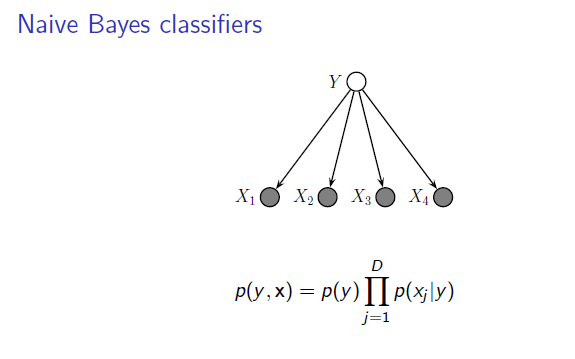 Naive Bayes classifiers
Y
X₁ X₂ X₃ X₄
p(y, x) = p(y) ∏_{j=1}^{D} p(xⱼ|y)